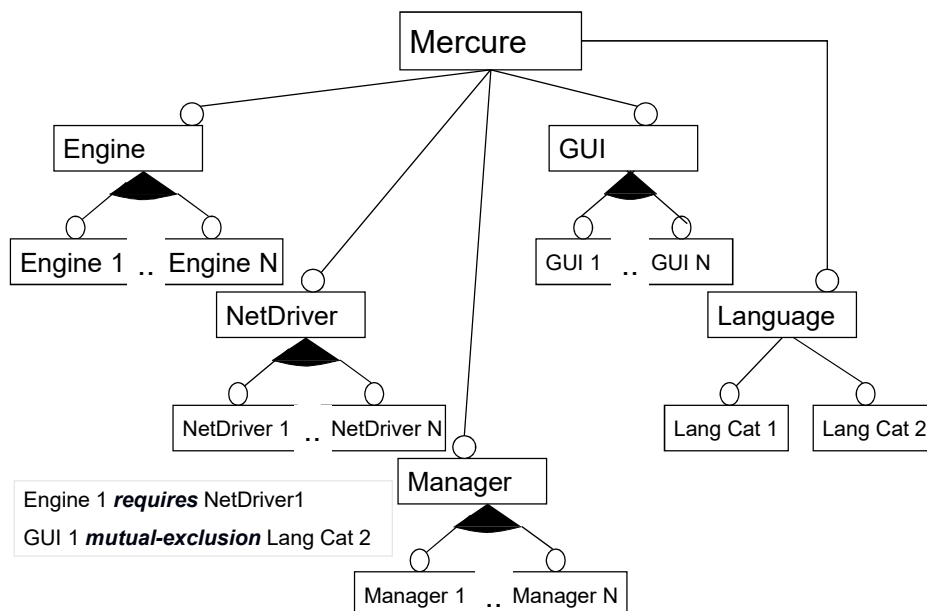 Mercure
Engine
GUI
Engine 1 .. Engine N
GUI 1 .. GUI N
NetDriver
Language
NetDriver 1 .. NetDriver N
Lang Cat 1
Lang Cat 2
Manager
Engine 1 requires NetDriver1
GUI 1 mutual-exclusion Lang Cat 2
Manager 1 .. Manager N